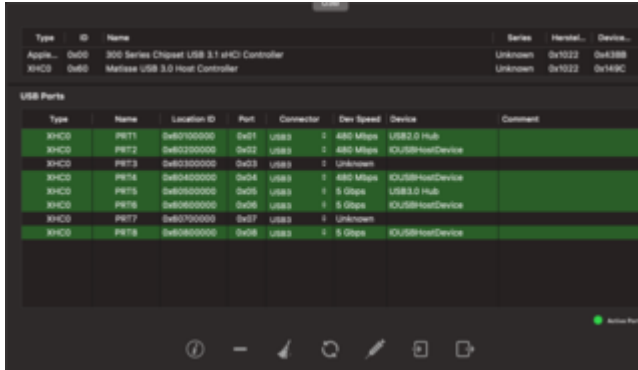 USB
Type ID Name Series Herstel... Device...
Apple... 0x00 300 Series Chipset USB 3.1 xHCI Controller Unknown 0x1022 0x43BB
XHC0 0x60 Matisse USB 3.0 Host Controller Unknown 0x1022 0x149C
USB Ports
Type Name Location ID Port Connector Dev Speed Device Comment
XHC0 PRT1 0x60100000 0x01 USB3 480 Mbps USB2.0 Hub
XHC0 PRT2 0x60200000 0x02 USB3 480 Mbps IOUSBHostDevice
XHC0 PRT3 0x60300000 0x03 USB3 Unknown
XHC0 PRT4 0x60400000 0x04 USB3 480 Mbps IOUSBHostDevice
XHC0 PRT5 0x60500000 0x05 USB3 5 Gbps USB3.0 Hub
XHC0 PRT6 0x60600000 0x06 USB3 5 Gbps IOUSBHostDevice
XHC0 PRT7 0x60700000 0x07 USB3 Unknown
XHC0 PRT8 0x60800000 0x08 USB3 5 Gbps IOUSBHostDevice
Active Por